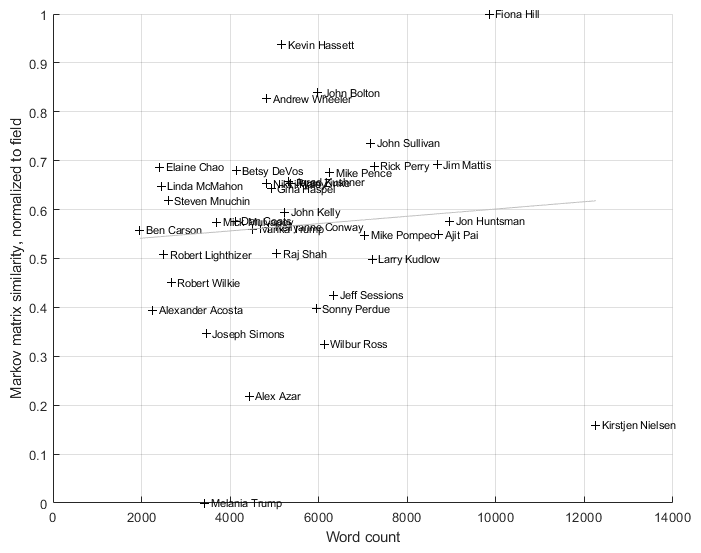 1
Fiona Hill
0.9
Kevin Hassett
0.8
John Bolton
Andrew Wheeler
0.7
John Sullivan
Elaine Chao
Betsy DeVos
Mike Pence
Rick Perry
Jim Mattis
Linda McMahon
Gina Haspel
0.6
Steven Mnuchin
John Kelly
Dan Coats
Jon Huntsman
Ben Carson
Ivanka Trump
Kellyanne Conway
Mike Pompeo
Ajit Pai
0.5
Robert Lighthizer
Raj Shah
Larry Kudlow
Robert Wilkie
0.4
Jeff Sessions
Alexander Acosta
Sonny Perdue
Joseph Simons
0.3
Wilbur Ross
0.2
Alex Azar
Kirstjen Nielsen
0.1
0
Melania Trump
0 2000 4000 6000 8000 10000 12000 14000
Word count
Markov matrix similarity, normalized to field